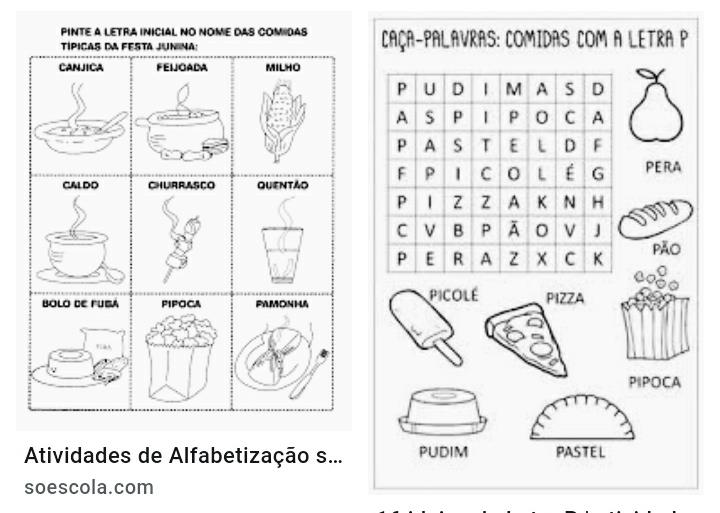 PINTE A LETRA INICIAL NO NOME DAS COMIDAS
TÍPICAS DA FESTA JUNINA:
CANJICA
FEIJOADA
MILHO
CALDO
CHURRASCO
QUENTÃO
BOLO DE FUBÁ
PIPOCA
PAMONHA
Atividades de Alfabetização s...
soescola.com
CAÇA-PALAVRAS: COMIDAS COM A LETRA P
P U D I M A S D
A S P I P O C A
P A S T E L D F
F P I C O L É G
P I Z Z A K N H
C V B P Ã O V J
P E R A Z X C K
PERA
PÃO
PICOLÉ
PIZZA
PIPOCA
PUDIM
PASTEL